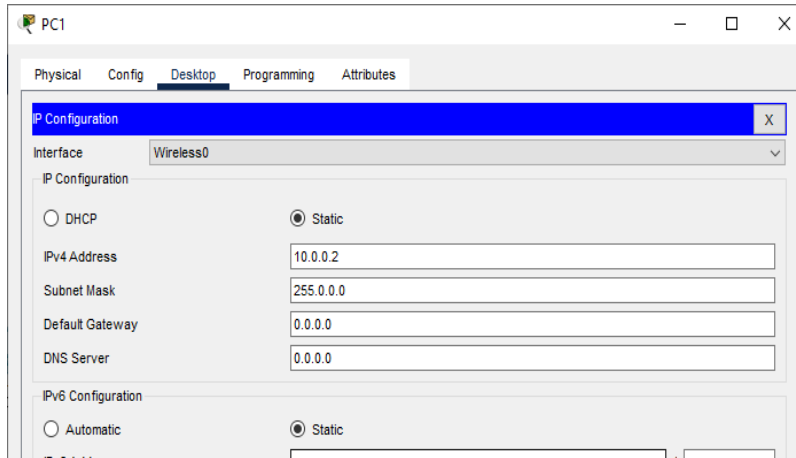 PC1
Physical Config Desktop Programming Attributes
IP Configuration X
Interface Wireless0
IP Configuration
DHCP Static
IPv4 Address 10.0.0.2
Subnet Mask 255.0.0.0
Default Gateway 0.0.0.0
DNS Server 0.0.0.0
IPv6 Configuration
Automatic Static